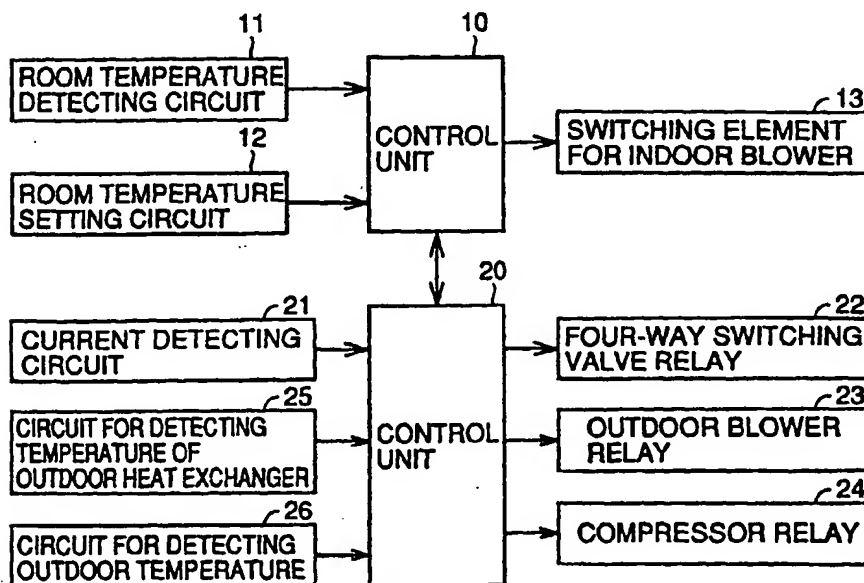 11
ROOM TEMPERATURE
DETECTING CIRCUIT
12
ROOM TEMPERATURE
SETTING CIRCUIT
10
CONTROL
UNIT
13
SWITCHING ELEMENT
FOR INDOOR BLOWER
21
CURRENT DETECTING
CIRCUIT
25
CIRCUIT FOR DETECTING
TEMPERATURE OF
OUTDOOR HEAT EXCHANGER
26
CIRCUIT FOR DETECTING
OUTDOOR TEMPERATURE
20
CONTROL
UNIT
22
FOUR-WAY SWITCHING
VALVE RELAY
23
OUTDOOR BLOWER
RELAY
24
COMPRESSOR RELAY